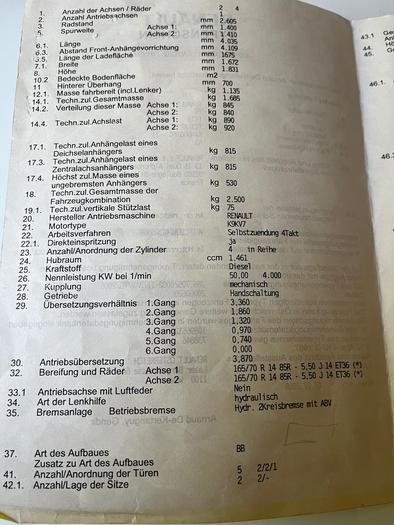 1. Anzahl der Achsen / Räder 2 4
2. Anzahl Antriebsachsen 1
3. Radstand mm 2.605
5. Spurweite Achse 1: mm 1.400
Achse 2: mm 1.410
6.1. Länge mm 4.035
6.3. Abstand Front-Anhängevorrichtung mm 4.109
3.5. Länge der Ladefläche mm 1675
7.1. Breite mm 1.672
8. Höhe mm 1.831
10.2 Bedeckte Bodenfläche m2
11 Hinterer Überhang mm 700
12.1. Masse fahrbereit (incl.Lenker) kg 1.135
14.1. Techn.zul.Gesamtmasse kg 1.685
14.2. Verteilung dieser Masse Achse 1: kg 845
Achse 2: kg 840
14.4. Techn.zul.Achslast Achse 1: kg 890
Achse 2: kg 920
17.1. Techn.zul.Anhängelast eines
Deichselanhängers kg 815
17.3. Techn.zul.Anhängelast eines
Zentralachsanhängers kg 815
17.4. Höchst zul.Masse eines
ungebremsten Anhängers kg 530
18. Techn.zul.Gesamtmasse der
Fahrzeugkombination kg 2.500
19.1. Tech.zul.vertikale Stützlast kg 75
20. Hersteller Antriebsmaschine RENAULT
21. Motortype K9KV7
22. Arbeitsverfahren Selbstzuendung 4Takt
22.1. Direkteinspritzung ja
23. Anzahl/Anordnung der Zylinder 4 in Reihe
24. Hubraum ccm 1.461
25. Kraftstoff Diesel
26. Nennleistung KW bei 1/min 50,00 4.000
27. Kupplung mechanisch
28. Getriebe Handschaltung
29. Übersetzungsverhältnis 1.Gang 3,360
2.Gang 1,860
3.Gang 1,320
4.Gang 0,970
5.Gang 0,740
6.Gang 0,000
30. Antriebsübersetzung 3,870
32. Bereifung und Räder Achse 1 165/70 R 14 85R - 5,50 J 14 ET36 (*)
Achse 2 165/70 R 14 85R - 5,50 J 14 ET36 (*)
33.1 Antriebsachse mit Luftfeder Nein
34. Art der Lenkhilfe hydraulisch
35. Bremsanlage Betriebsbremse Hydr. 2Kreisbremse mit ABV
37. Art des Aufbaues BB
Zusatz zu Art des Aufbaues
41. Anzahl/Anordnung der Türen 5 2/2/1
42.1. Anzahl/Lage der Sitze 2 2/-
43.1
44.
45.
46.1.